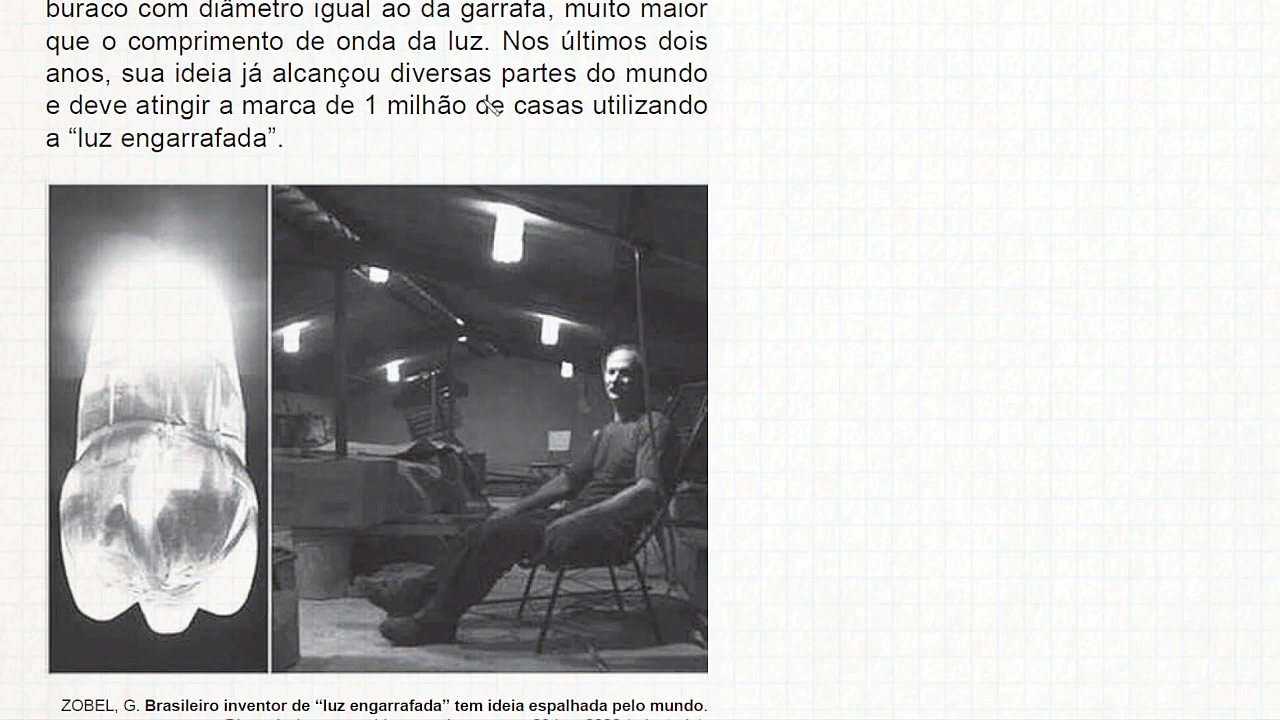 buraco com diâmetro igual ao da garrafa, muito maior
que o comprimento de onda da luz. Nos últimos dois
anos, sua ideia já alcançou diversas partes do mundo
e deve atingir a marca de 1 milhão de casas utilizando
a “luz engarrafada”.
ZOBEL, G. Brasileiro inventor de “luz engarrafada” tem ideia espalhada pelo mundo.